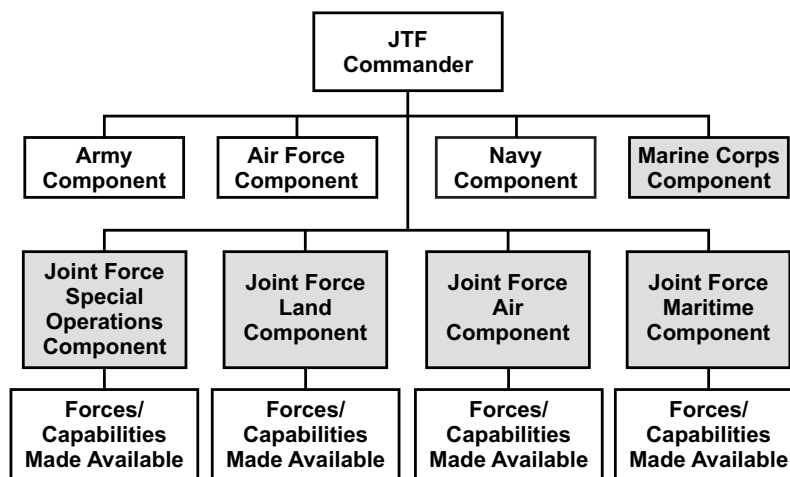 JTF
Commander
Army
Component
Air Force
Component
Navy
Component
Marine Corps
Component
Joint Force
Special
Operations
Component
Joint Force
Land
Component
Joint Force
Air
Component
Joint Force
Maritime
Component
Forces/
Capabilities
Made Available
Forces/
Capabilities
Made Available
Forces/
Capabilities
Made Available
Forces/
Capabilities
Made Available